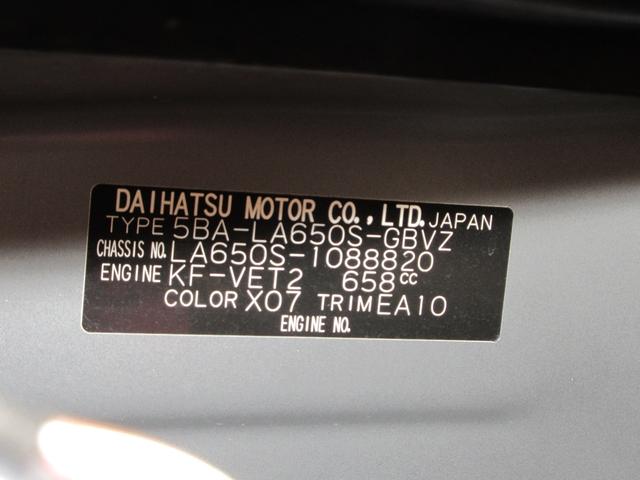 DAIHATSU MOTOR CO., LTD. JAPAN
TYPE 5BA-LA650S-GBVZ
CHASSIS NO. LA650S-1088820
ENGINE KF-VET2 658cc
COLOR X07 TRIM EA10
ENGINE NO.